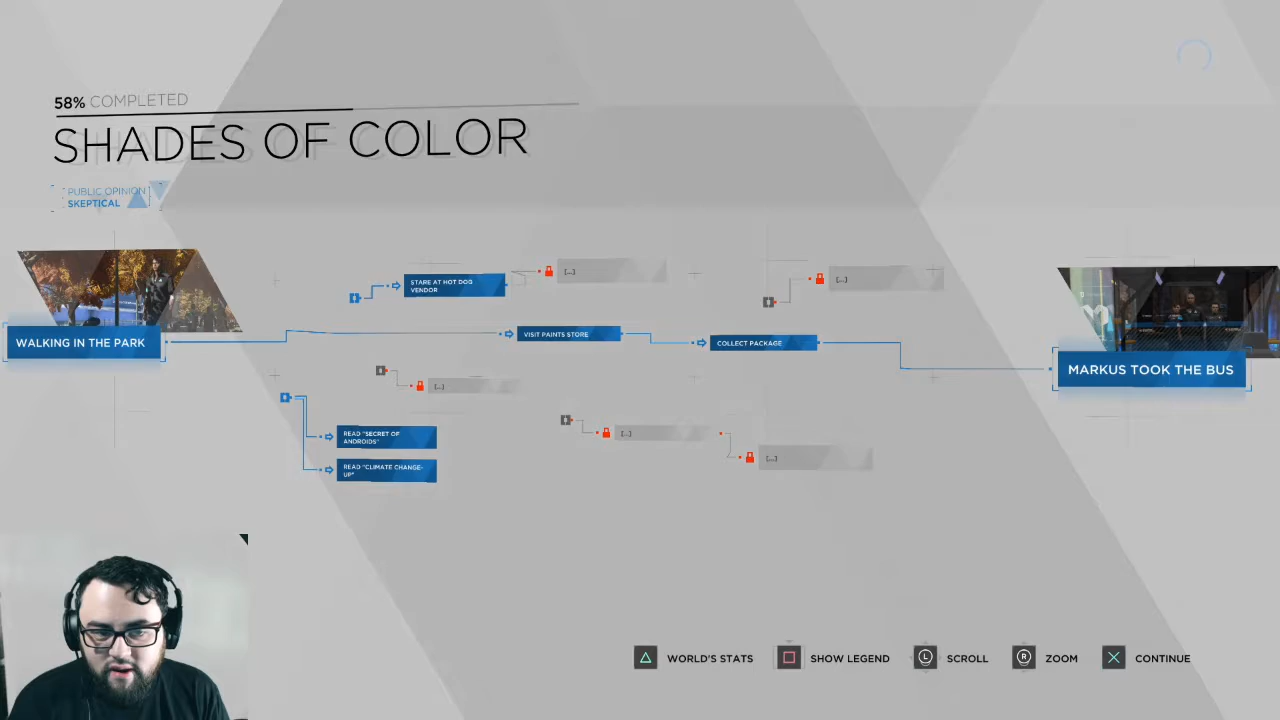 58% COMPLETED
SHADES OF COLOR
PUBLIC OPINION
SKEPTICAL
[...]
[...]
STARE AT HOT DOG
VENDOR
VISIT PAINTS STORE
WALKING IN THE PARK
COLLECT PACKAGE
MARKUS TOOK THE BUS
[...]
READ "SECRET OF
ANDROIDS"
[...]
[...]
READ "CLIMATE CHANGE-
UP"
WORLD'S STATS
SHOW LEGEND
L
SCROLL
R
ZOOM
CONTINUE